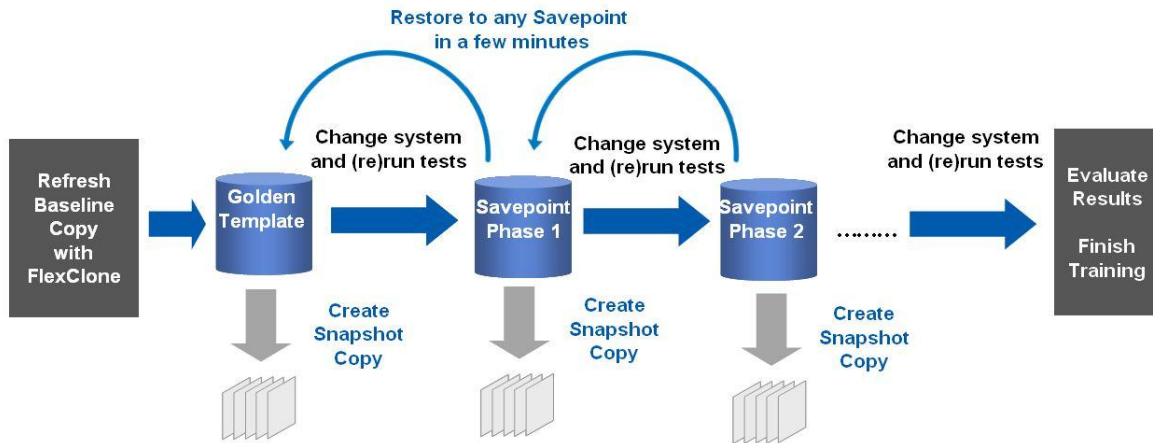 Restore to any Savepoint
in a few minutes
Refresh
Baseline
Copy
with
FlexClone
Golden
Template
Change system
and (re)run tests
Savepoint
Phase 1
Change system
and (re)run tests
Savepoint
Phase 2
………
Change system
and (re)run tests
Evaluate
Results
Finish
Training
Create
Snapshot
Copy
Create
Snapshot
Copy
Create
Snapshot
Copy